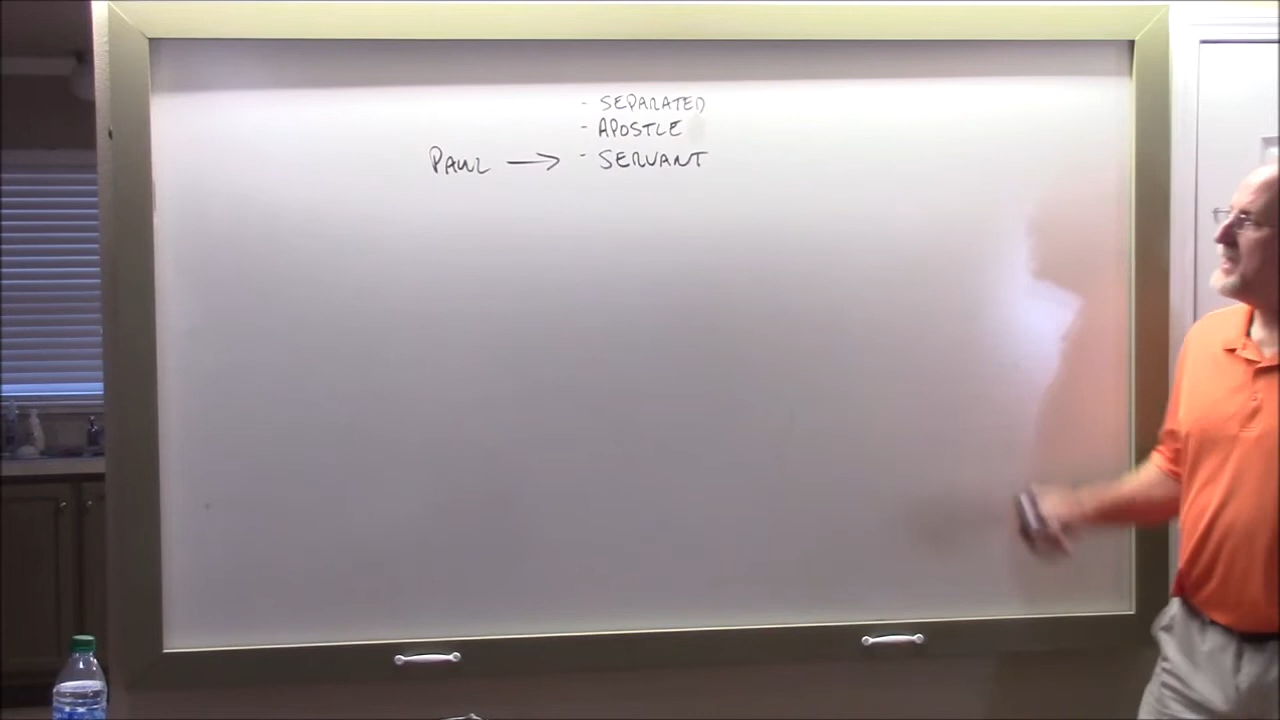 - SEPARATED
- APOSTLE
PAUL → - SERVANT